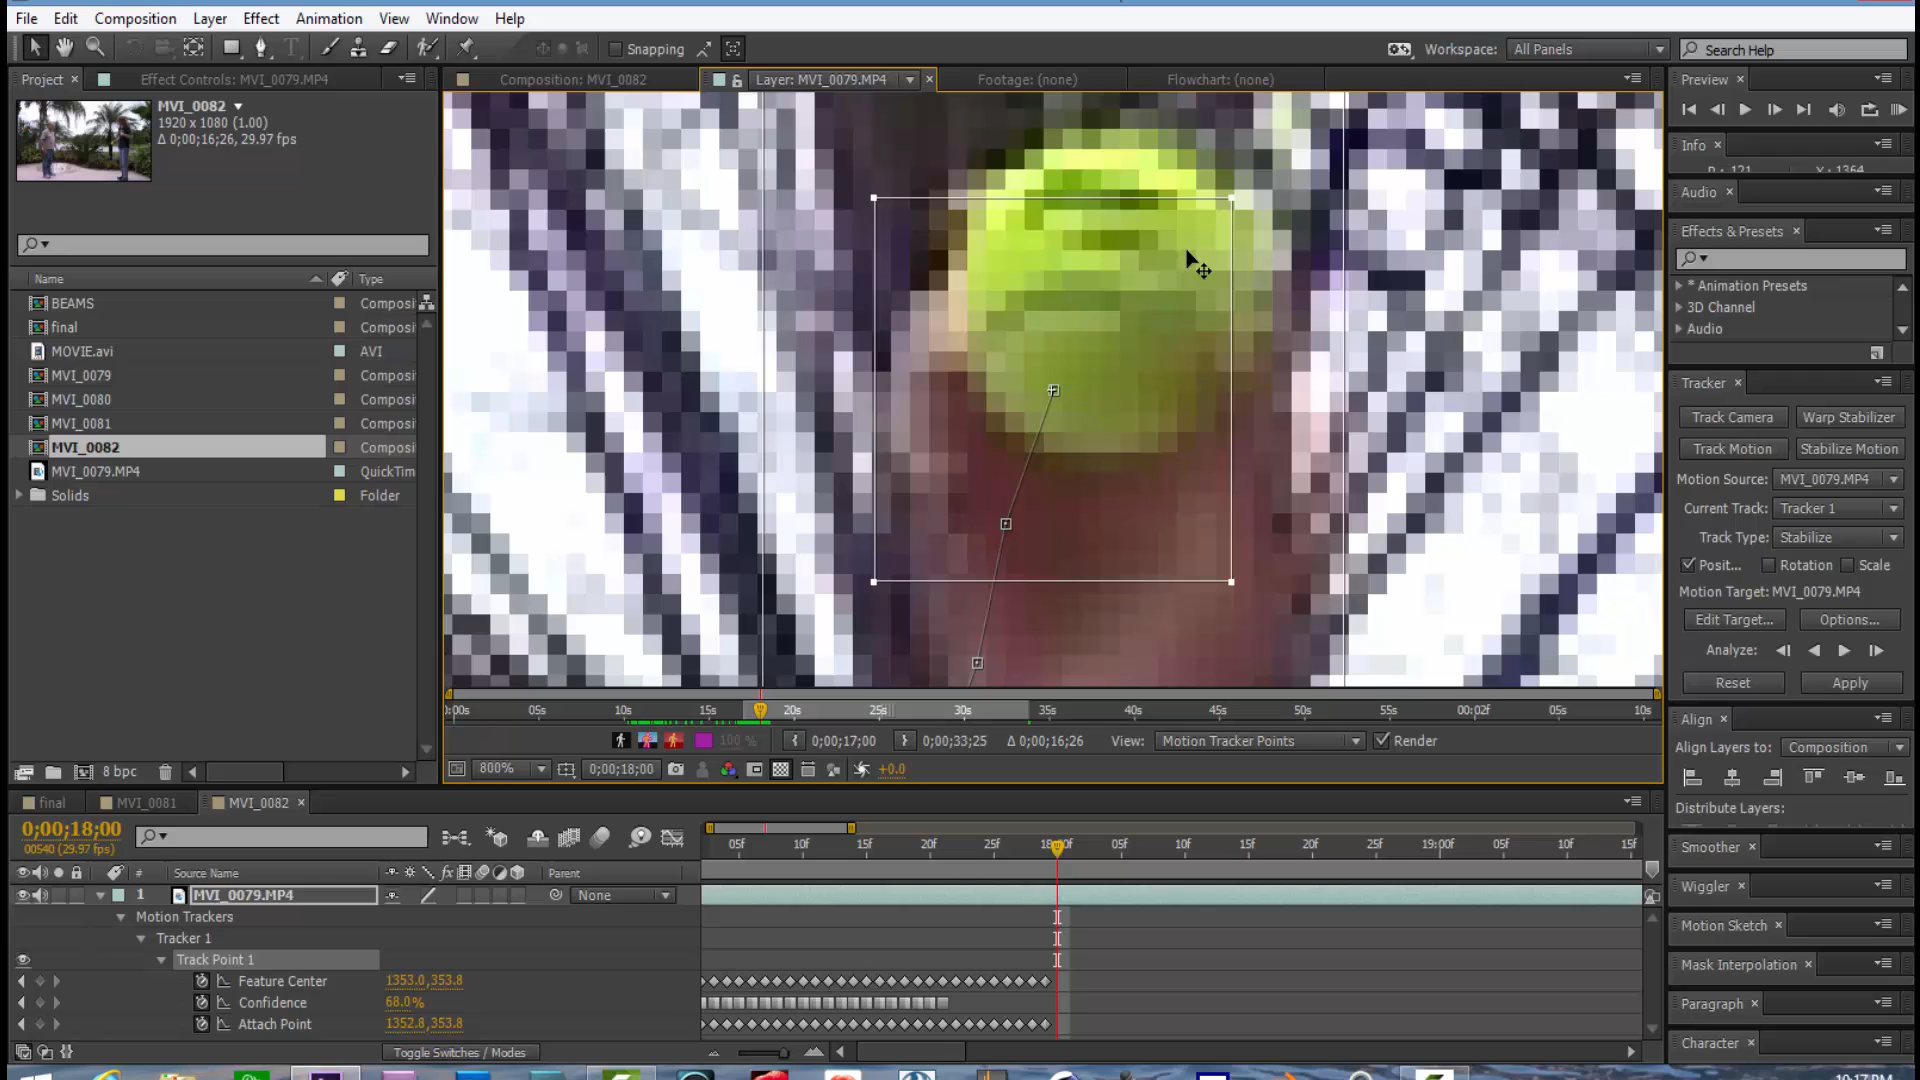 File Edit Composition Layer Effect Animation View Window Help
Snapping
Workspace: All Panels
Search Help
Project × Effect Controls: MVI_0079.MP4
Composition: MVI_0082
Layer: MVI_0079.MP4 ×
Footage: (none)
Flowchart: (none)
MVI_0082
1920 x 1080 (1.00)
Δ 0;00;16;26, 29.97 fps
Name Type
BEAMS Composi
final Composi
MOVIE.avi AVI
MVI_0079 Composi
MVI_0080 Composi
MVI_0081 Composi
MVI_0082 Composi
MVI_0079.MP4 QuickTim
Solids Folder
8 bpc
:00s 05s 10s 15s 20s 25s 30s 35s 40s 45s 50s 55s 00:02f 05s 10s
100 % 0;00;17;00 0;00;33;25 Δ 0;00;16;26 View: Motion Tracker Points Render
800% 0;00;18;00 +0.0
Preview ×
Info ×
Audio ×
Effects & Presets ×
* Animation Presets
3D Channel
Audio
Tracker ×
Track Camera Warp Stabilizer
Track Motion Stabilize Motion
Motion Source: MVI_0079.MP4
Current Track: Tracker 1
Track Type: Stabilize
Posit... Rotation Scale
Motion Target: MVI_0079.MP4
Edit Target... Options...
Analyze:
Reset Apply
Align ×
Align Layers to: Composition
Distribute Layers:
Smoother ×
Wiggler ×
Motion Sketch ×
Mask Interpolation ×
Paragraph ×
Character ×
final MVI_0081 MVI_0082 ×
0;00;18;00
00540 (29.97 fps)
05f 10f 15f 20f 25f 05f 10f 15f 20f 19:00f 05f 10f 15f
# Source Name fx Parent
1 MVI_0079.MP4 None
Motion Trackers
Tracker 1
Track Point 1
Feature Center 1353.0,353.8
Confidence 68.0%
Attach Point 1352.8,353.8
Toggle Switches / Modes